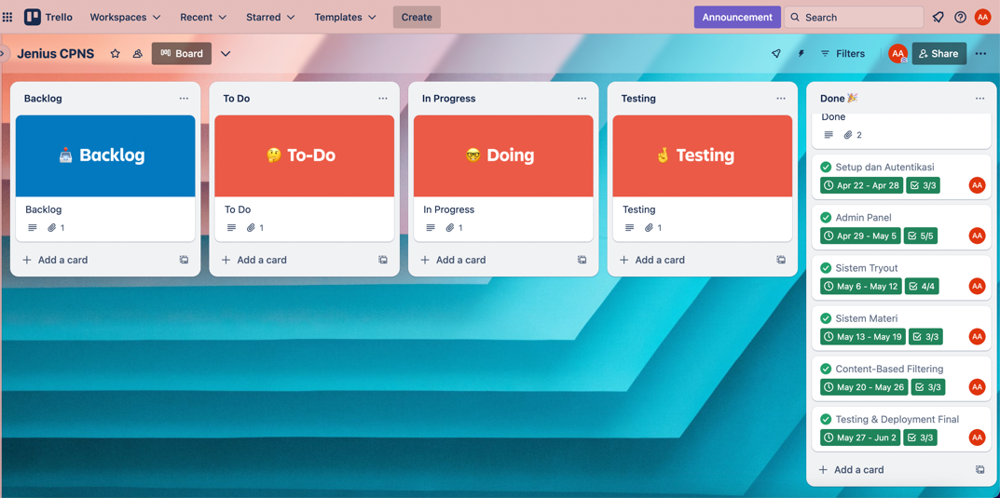 Trello Workspaces Recent Starred Templates Create Announcement Search AA
Jenius CPNS Board Filters AA Share
Backlog
Backlog
Backlog
1
Add a card
To Do
To-Do
To Do
1
Add a card
In Progress
Doing
In Progress
1
Add a card
Testing
Testing
Testing
1
Add a card
Done 🎉
Done
2
Setup dan Autentikasi
Apr 22 - Apr 28 3/3 AA
Admin Panel
Apr 29 - May 5 5/5 AA
Sistem Tryout
May 6 - May 12 4/4 AA
Sistem Materi
May 13 - May 19 3/3 AA
Content-Based Filtering
May 20 - May 26 3/3 AA
Testing & Deployment Final
May 27 - Jun 2 3/3 AA
Add a card